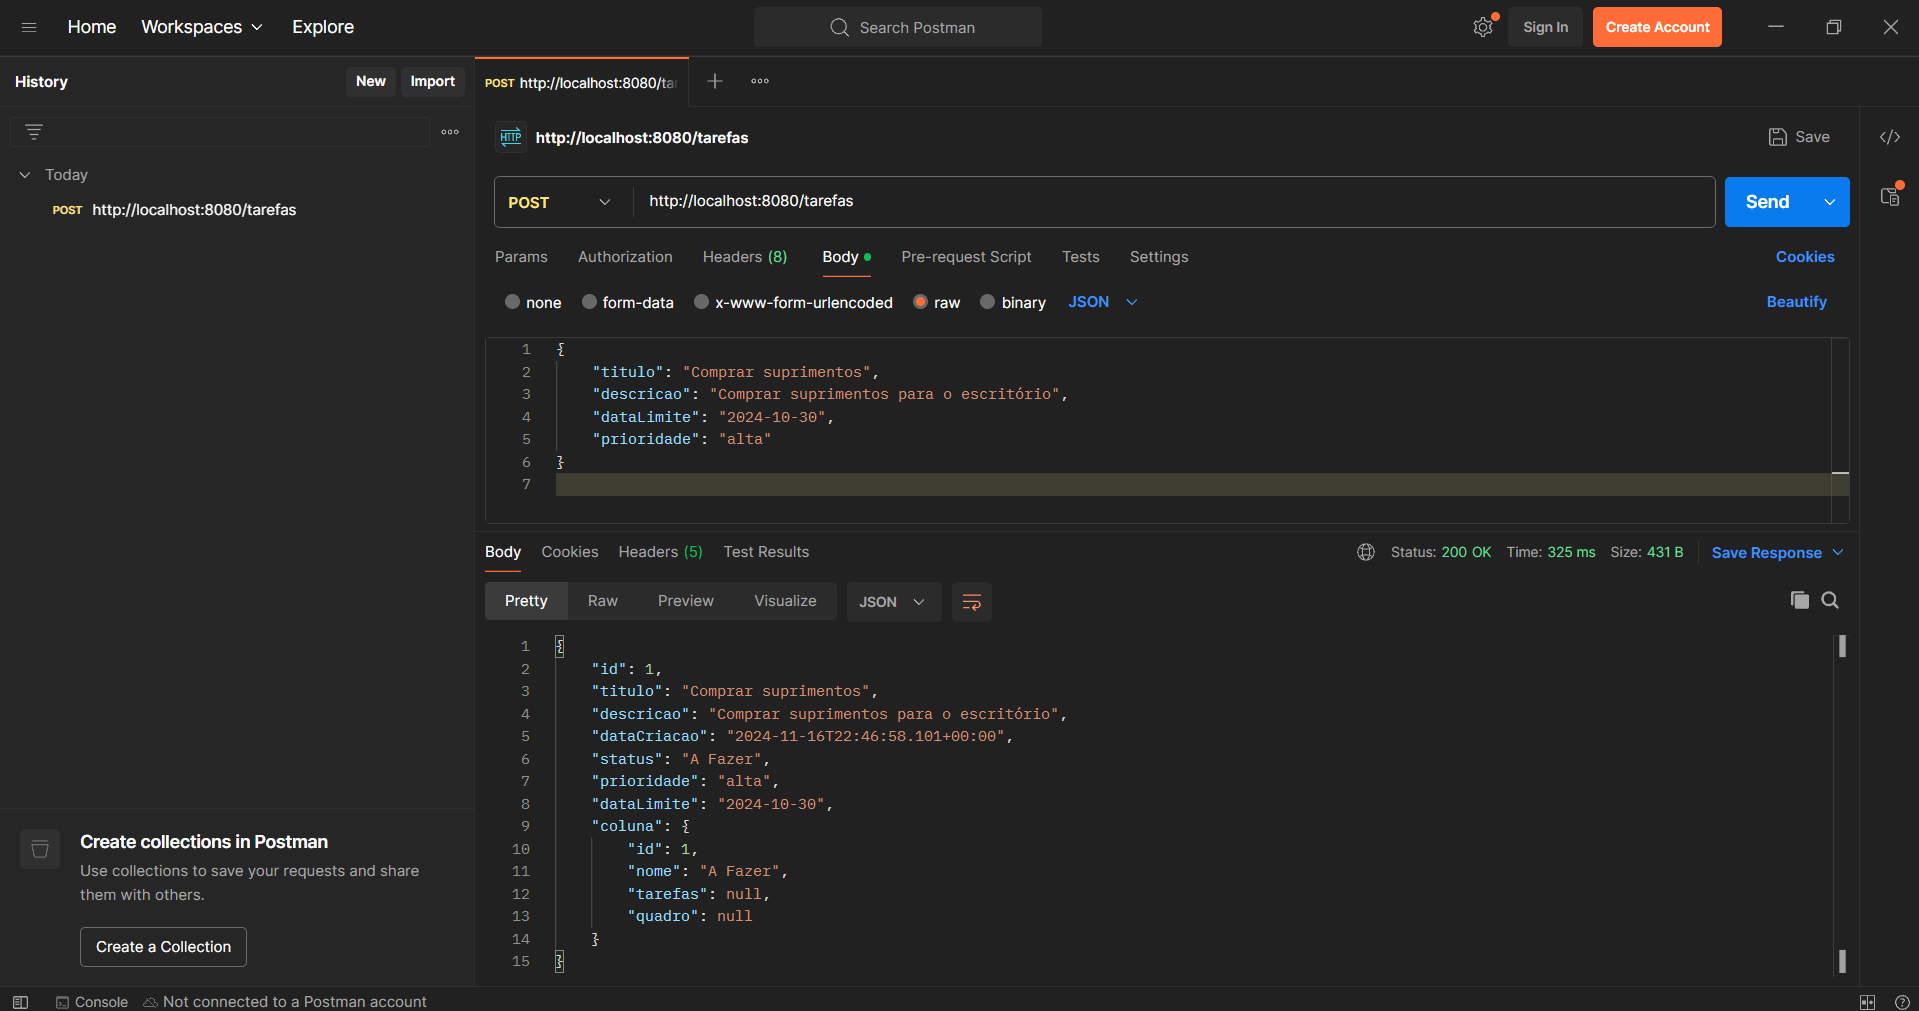 Home Workspaces Explore Search Postman Sign In Create Account
History New Import
POST http://localhost:8080/ta
HTTP http://localhost:8080/tarefas Save
Today
POST http://localhost:8080/tarefas
POST http://localhost:8080/tarefas Send
Params Authorization Headers (8) Body Pre-request Script Tests Settings Cookies
none form-data x-www-form-urlencoded raw binary JSON Beautify
1 {
2 "titulo": "Comprar suprimentos",
3 "descricao": "Comprar suprimentos para o escritório",
4 "dataLimite": "2024-10-30",
5 "prioridade": "alta"
6 }
7
Body Cookies Headers (5) Test Results Status: 200 OK Time: 325 ms Size: 431 B Save Response
Pretty Raw Preview Visualize JSON
1 {
2 "id": 1,
3 "titulo": "Comprar suprimentos",
4 "descricao": "Comprar suprimentos para o escritório",
5 "dataCriacao": "2024-11-16T22:46:58.101+00:00",
6 "status": "A Fazer",
7 "prioridade": "alta",
8 "dataLimite": "2024-10-30",
9 "coluna": {
10 "id": 1,
11 "nome": "A Fazer",
12 "tarefas": null,
13 "quadro": null
14 }
15 }
Create collections in Postman
Use collections to save your requests and share
them with others.
Create a Collection
Console Not connected to a Postman account